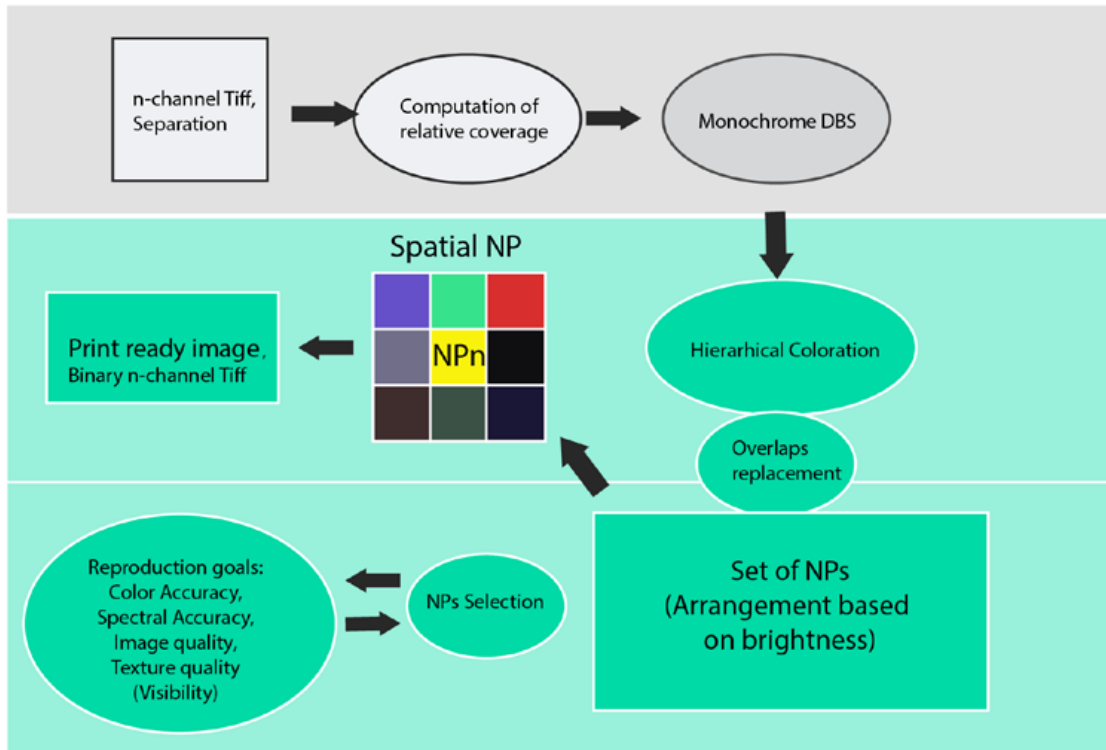 n-channel Tiff,
Separation
Computation of
relative coverage
Monochrome DBS
Spatial NP
NPn
Print ready image,
Binary n-channel Tiff
Hierarhical Coloration
Overlaps
replacement
Reproduction goals:
Color Accuracy,
Spectral Accuracy,
Image quality,
Texture quality
(Visibility)
NPs Selection
Set of NPs
(Arrangement based
on brightness)